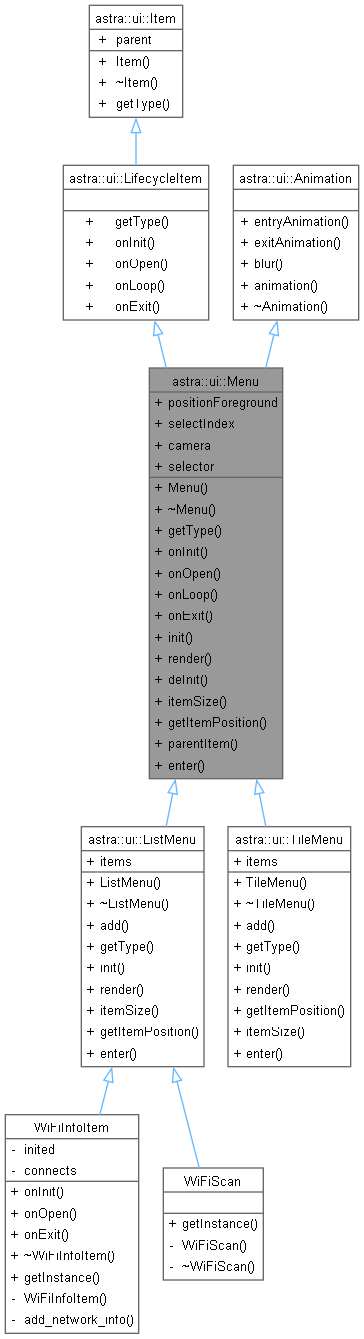 astra::ui::Item
+ parent
+ Item()
+ ~Item()
+ getType()
astra::ui::LifecycleItem
+ getType()
+ onInit()
+ onOpen()
+ onLoop()
+ onExit()
astra::ui::Animation
+ entryAnimation()
+ exitAnimation()
+ blur()
+ animation()
+ ~Animation()
astra::ui::Menu
+ positionForeground
+ selectIndex
+ camera
+ selector
+ Menu()
+ ~Menu()
+ getType()
+ onInit()
+ onOpen()
+ onLoop()
+ onExit()
+ init()
+ render()
+ deInit()
+ itemSize()
+ getItemPosition()
+ parentItem()
+ enter()
astra::ui::ListMenu
+ items
+ ListMenu()
+ ~ListMenu()
+ add()
+ getType()
+ init()
+ render()
+ itemSize()
+ getItemPosition()
+ enter()
astra::ui::TileMenu
+ items
+ TileMenu()
+ ~TileMenu()
+ add()
+ getType()
+ init()
+ render()
+ getItemPosition()
+ itemSize()
+ enter()
WiFiInfoItem
- inited
- connects
+ onInit()
+ onOpen()
+ onExit()
+ ~WiFiInfoItem()
+ getInstance()
- WiFiInfoItem()
- add_network_info()
WiFiScan
+ getInstance()
- WiFiScan()
- ~WiFiScan()